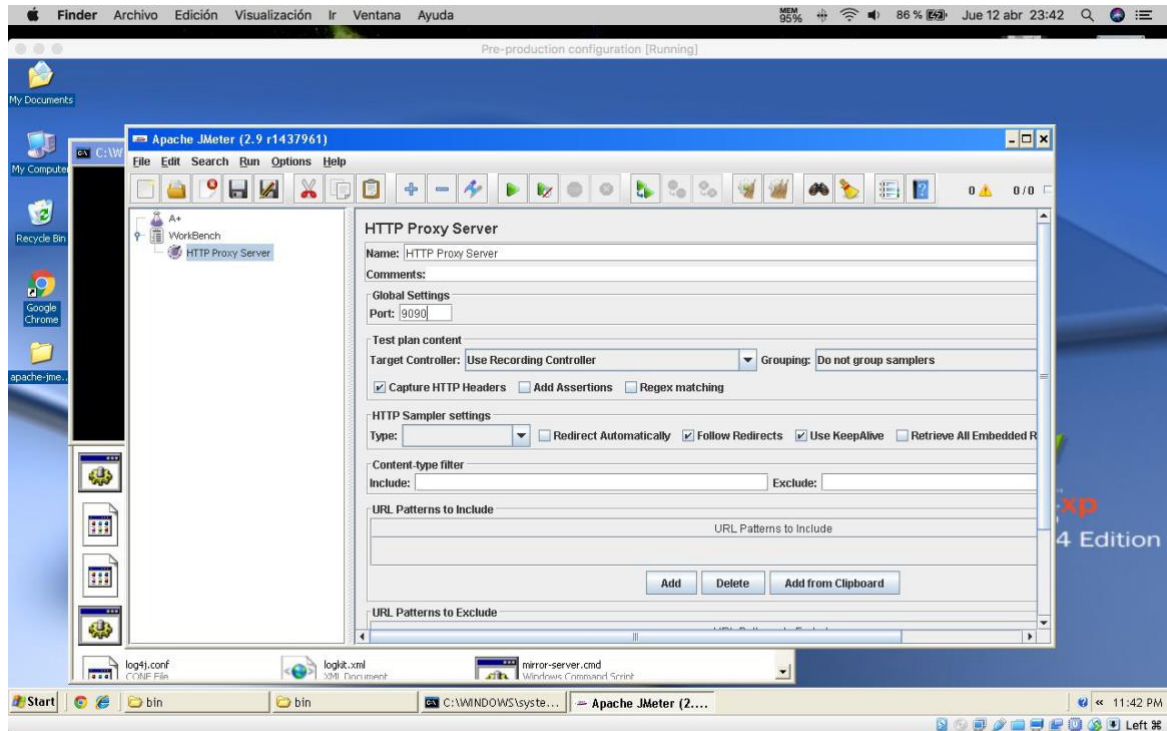 Finder Archivo Edición Visualización Ir Ventana Ayuda MEM 95% 86 % Jue 12 abr 23:42
Pre-production configuration [Running]
My Documents
My Computer
Recycle Bin
Google Chrome
apache-jme..
C:\W
Apache JMeter (2.9 r1437961)
File Edit Search Run Options Help
0 0 / 0
A+
WorkBench
HTTP Proxy Server
HTTP Proxy Server
Name: HTTP Proxy Server
Comments:
Global Settings
Port: 9090
Test plan content
Target Controller: Use Recording Controller Grouping: Do not group samplers
Capture HTTP Headers Add Assertions Regex matching
HTTP Sampler settings
Type: Redirect Automatically Follow Redirects Use KeepAlive Retrieve All Embedded R
Content-type filter
Include: Exclude:
URL Patterns to Include
URL Patterns to Include
Add Delete Add from Clipboard
URL Patterns to Exclude
xp
4 Edition
log4j.conf
CONF File
logkit.xml
XML Document
mirror-server.cmd
Windows Command Script
Start bin bin C:\WINDOWS\syste... Apache JMeter (2.... 11:42 PM
Left ⌘